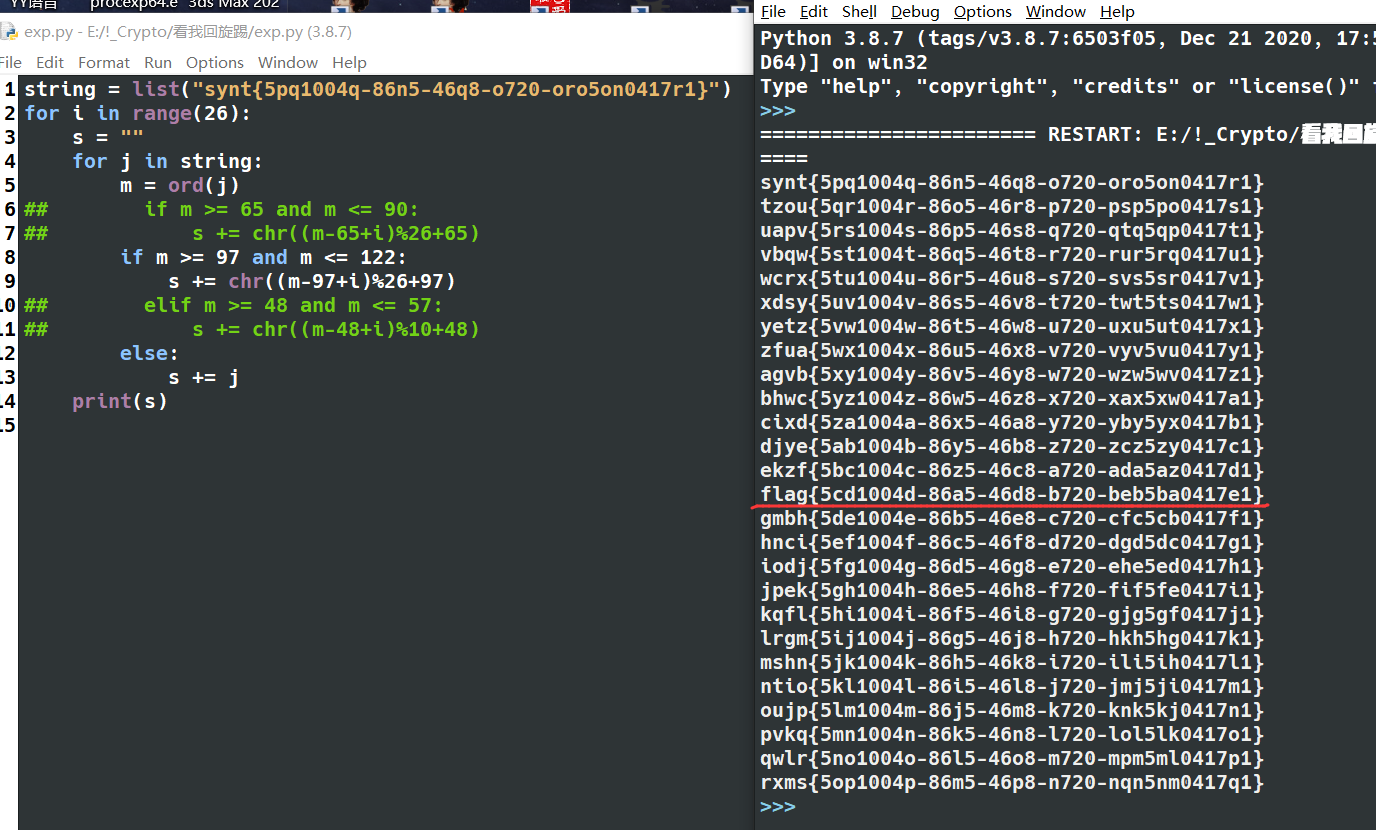 YY语音 procexp64.e 3ds Max 202
exp.py - E:/!_Crypto/看我回旋踢/exp.py (3.8.7)
File Edit Format Run Options Window Help
1 string = list("synt{5pq1004q-86n5-46q8-o720-oro5on0417r1}")
2 for i in range(26):
3 s = ""
4 for j in string:
5 m = ord(j)
6 ## if m >= 65 and m <= 90:
7 ## s += chr((m-65+i)%26+65)
8 if m >= 97 and m <= 122:
9 s += chr((m-97+i)%26+97)
10 ## elif m >= 48 and m <= 57:
11 ## s += chr((m-48+i)%10+48)
12 else:
13 s += j
14 print(s)
15
File Edit Shell Debug Options Window Help
Python 3.8.7 (tags/v3.8.7:6503f05, Dec 21 2020, 17:5
D64)] on win32
Type "help", "copyright", "credits" or "license()"
>>>
======================= RESTART: E:/!_Crypto/看我回旋
====
synt{5pq1004q-86n5-46q8-o720-oro5on0417r1}
tzou{5qr1004r-86o5-46r8-p720-psp5po0417s1}
uapv{5rs1004s-86p5-46s8-q720-qtq5qp0417t1}
vbqw{5st1004t-86q5-46t8-r720-rur5rq0417u1}
wcrx{5tu1004u-86r5-46u8-s720-svs5sr0417v1}
xdsy{5uv1004v-86s5-46v8-t720-twt5ts0417w1}
yetz{5vw1004w-86t5-46w8-u720-uxu5ut0417x1}
zfua{5wx1004x-86u5-46x8-v720-vyv5vu0417y1}
agvb{5xy1004y-86v5-46y8-w720-wzw5wv0417z1}
bhwc{5yz1004z-86w5-46z8-x720-xax5xw0417a1}
cixd{5za1004a-86x5-46a8-y720-yby5yx0417b1}
djye{5ab1004b-86y5-46b8-z720-zcz5zy0417c1}
ekzf{5bc1004c-86z5-46c8-a720-ada5az0417d1}
flag{5cd1004d-86a5-46d8-b720-beb5ba0417e1}
gmbh{5de1004e-86b5-46e8-c720-cfc5cb0417f1}
hnci{5ef1004f-86c5-46f8-d720-dgd5dc0417g1}
iodj{5fg1004g-86d5-46g8-e720-ehe5ed0417h1}
jpek{5gh1004h-86e5-46h8-f720-fif5fe0417i1}
kqfl{5hi1004i-86f5-46i8-g720-gjg5gf0417j1}
lrgm{5ij1004j-86g5-46j8-h720-hkh5hg0417k1}
mshn{5jk1004k-86h5-46k8-i720-ili5ih0417l1}
ntio{5kl1004l-86i5-46l8-j720-jmj5ji0417m1}
oujp{5lm1004m-86j5-46m8-k720-knk5kj0417n1}
pvkq{5mn1004n-86k5-46n8-l720-lol5lk0417o1}
qwlr{5no1004o-86l5-46o8-m720-mpm5ml0417p1}
rxms{5op1004p-86m5-46p8-n720-nqn5nm0417q1}
>>>